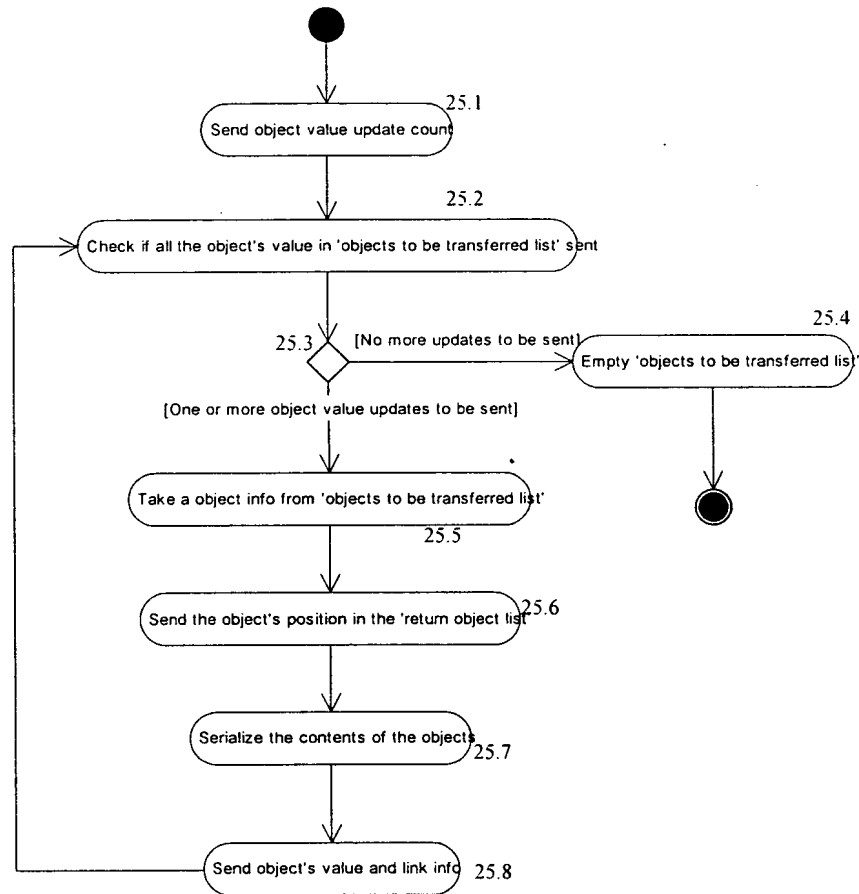 25.1
Send object value update count
25.2
Check if all the object's value in 'objects to be transferred list' sent
25.3
[No more updates to be sent]
25.4
Empty 'objects to be transferred list'
[One or more object value updates to be sent]
Take a object info from 'objects to be transferred list'
25.5
Send the object's position in the 'return object list'
25.6
Serialize the contents of the objects
25.7
Send object's value and link info
25.8